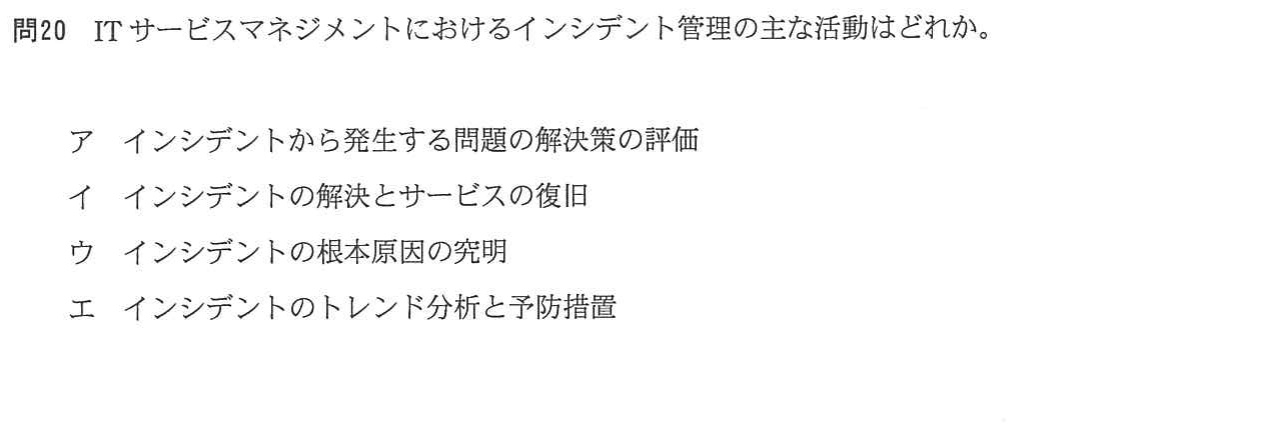 問20 ITサービスマネジメントにおけるインシデント管理の主な活動はどれか。
ア インシデントから発生する問題の解決策の評価
イ インシデントの解決とサービスの復旧
ウ インシデントの根本原因の究明
エ インシデントのトレンド分析と予防措置